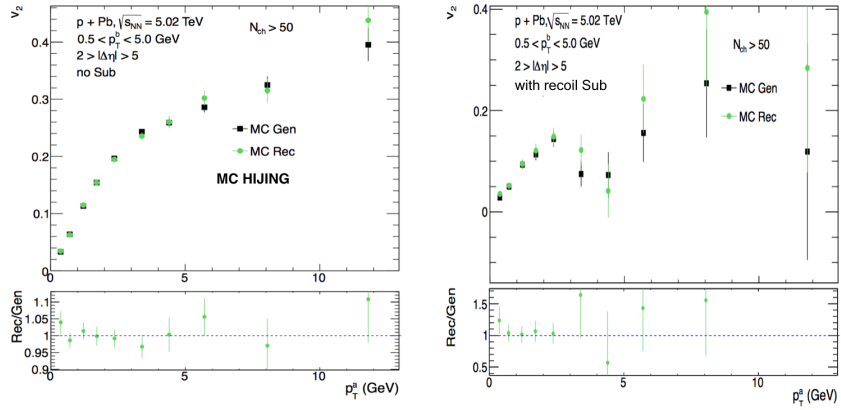 v₂
p + Pb, √sNN = 5.02 TeV
0.5 < pᵇT < 5.0 GeV
2 > |Δη| > 5
no Sub
Nch > 50
MC Gen
MC Rec
MC HIJING
0.4
0.3
0.2
0.1
0
0 5 10
Rec/Gen
1.1
1.05
1
0.95
0.9
0 5 10
pᵃT (GeV)
v₂
p + Pb, √sNN = 5.02 TeV
0.5 < pᵇT < 5.0 GeV
2 > |Δη| > 5
with recoil Sub
Nch > 50
MC Gen
MC Rec
0.4
0.2
0
0 5 10
Rec/Gen
1.5
1
0.5
0 5 10
pᵃT (GeV)